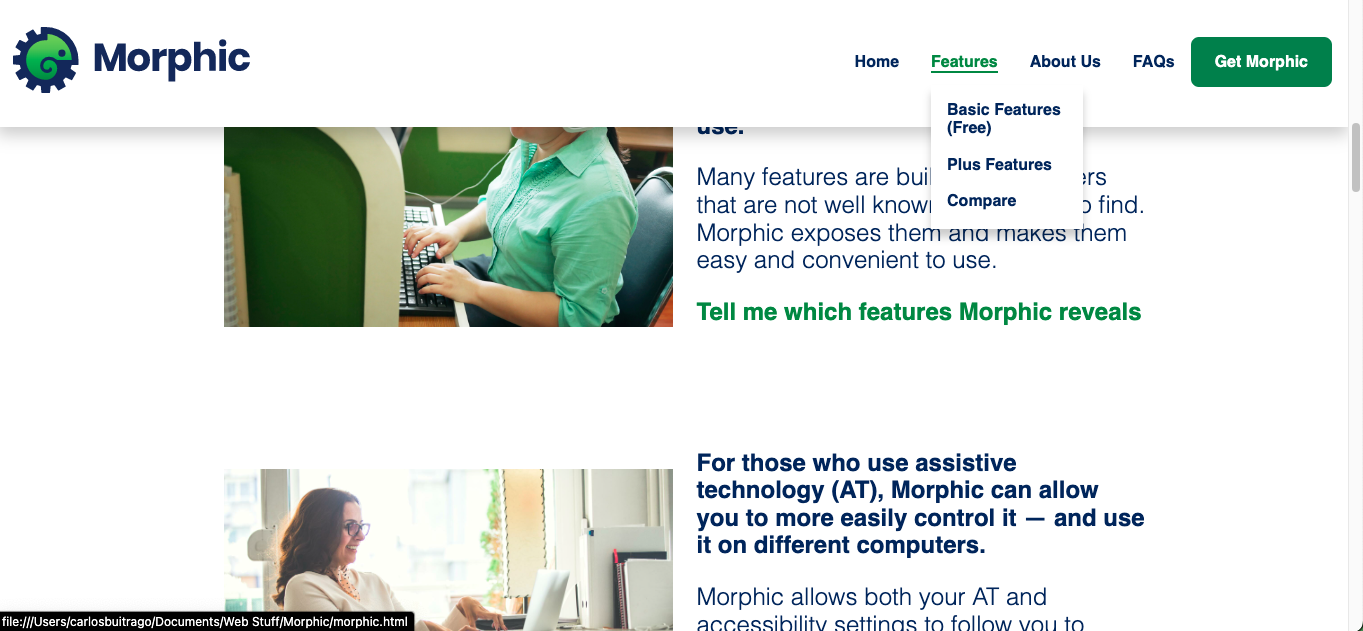 Morphic
Home
Features
About Us
FAQs
Get Morphic
Basic Features
(Free)
Plus Features
Compare
use.
Many features are buil ers
that are not well know o find.
Morphic exposes them and makes them
easy and convenient to use.
Tell me which features Morphic reveals
For those who use assistive
technology (AT), Morphic can allow
you to more easily control it — and use
it on different computers.
Morphic allows both your AT and
accessibility settings to follow you to
file:///Users/carlosbuitrago/Documents/Web Stuff/Morphic/morphic.html